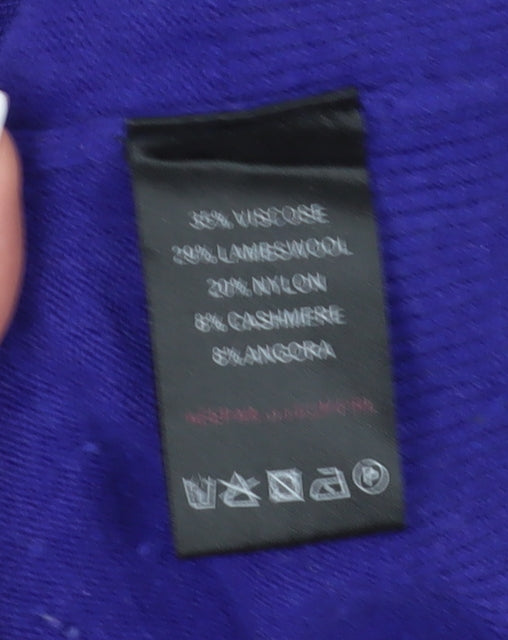 35% VISCOSE
29% LAMBSWOOL
20% NYLON
8% CASHMERE
8% ANGORA